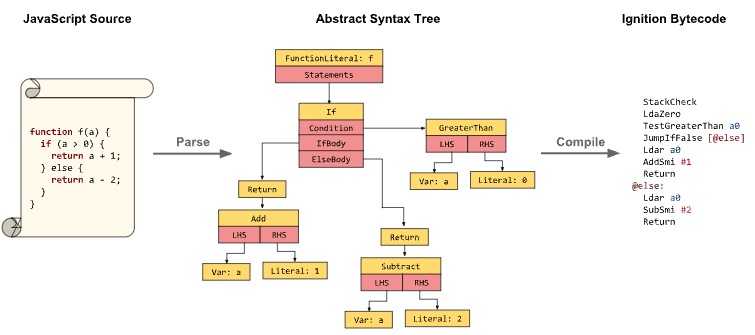 JavaScript Source
Abstract Syntax Tree
Ignition Bytecode
function f(a) {
  if (a > 0) {
    return a + 1;
  } else {
    return a - 2;
  }
}
Parse
FunctionLiteral: f
Statements
If
Condition
IfBody
ElseBody
GreaterThan
LHS RHS
Var: a
Literal: 0
Return
Add
LHS RHS
Var: a
Literal: 1
Return
Subtract
LHS RHS
Var: a
Literal: 2
Compile
StackCheck
LdaZero
TestGreaterThan a0
JumpIfFalse [@else]
Ldar a0
AddSmi #1
Return
@else:
Ldar a0
SubSmi #2
Return